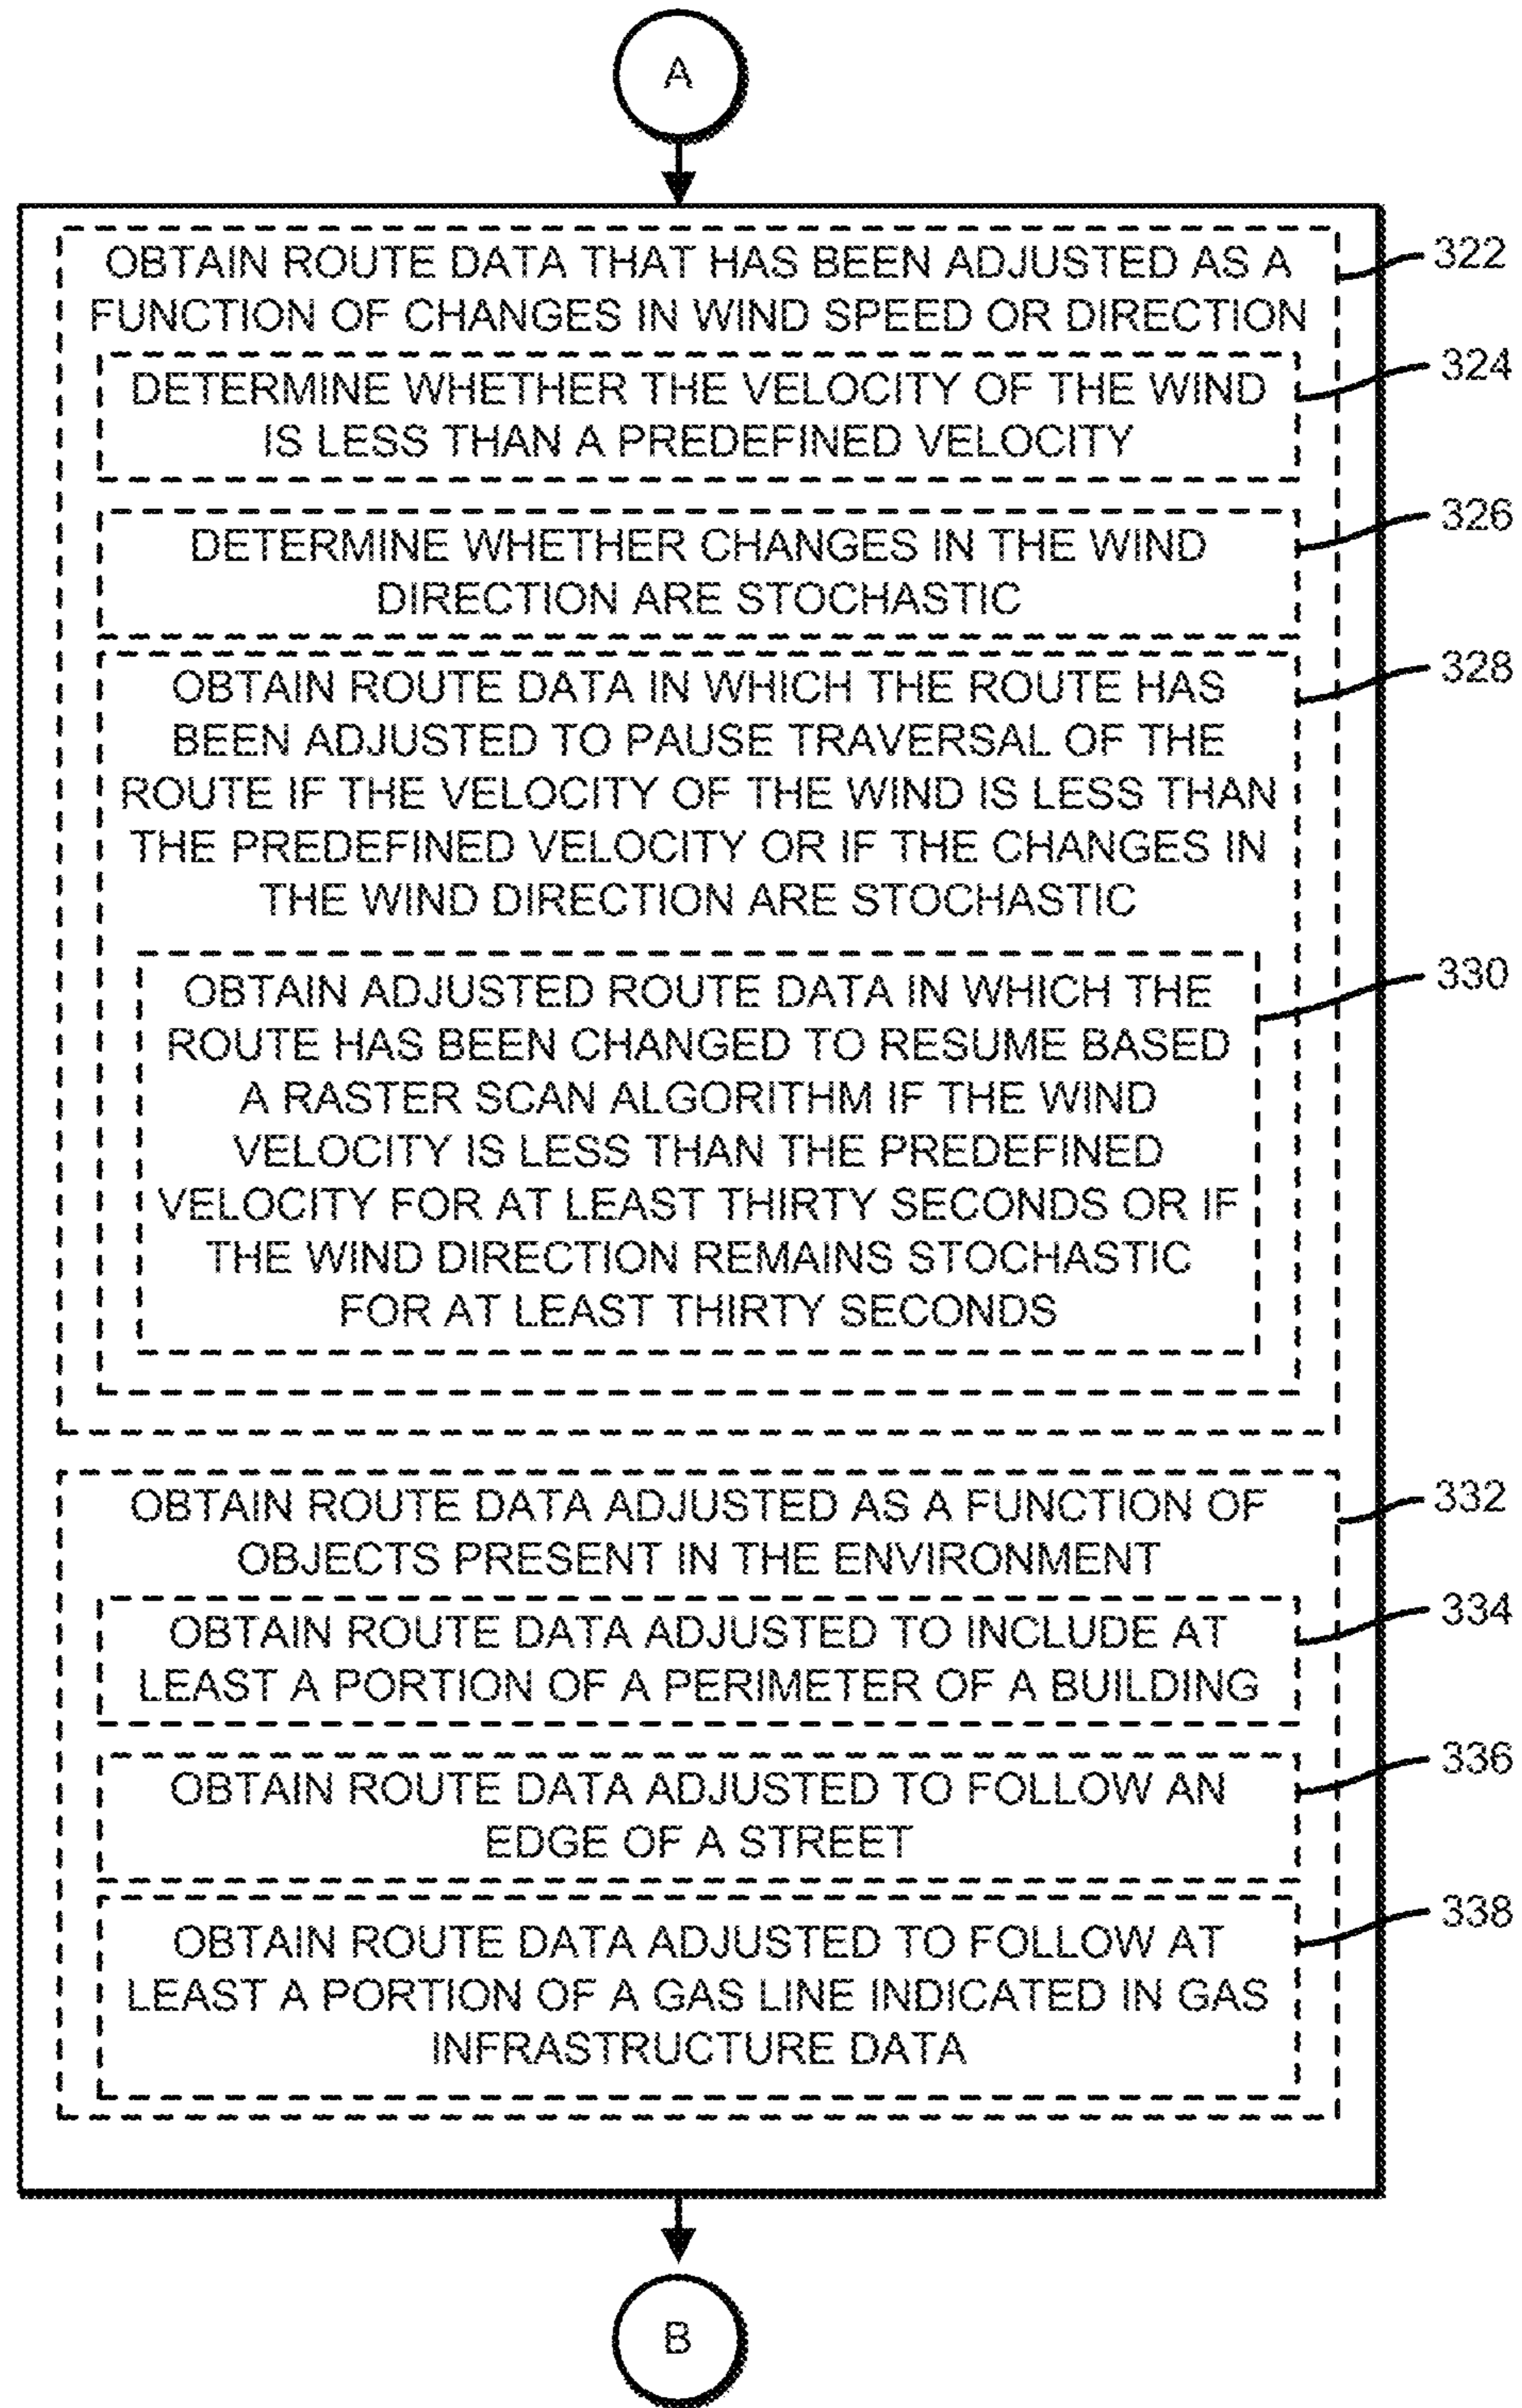 A
OBTAIN ROUTE DATA THAT HAS BEEN ADJUSTED AS A
FUNCTION OF CHANGES IN WIND SPEED OR DIRECTION
322
DETERMINE WHETHER THE VELOCITY OF THE WIND
IS LESS THAN A PREDEFINED VELOCITY
324
DETERMINE WHETHER CHANGES IN THE WIND
DIRECTION ARE STOCHASTIC
326
OBTAIN ROUTE DATA IN WHICH THE ROUTE HAS
BEEN ADJUSTED TO PAUSE TRAVERSAL OF THE
ROUTE IF THE VELOCITY OF THE WIND IS LESS THAN
THE PREDEFINED VELOCITY OR IF THE CHANGES IN
THE WIND DIRECTION ARE STOCHASTIC
328
OBTAIN ADJUSTED ROUTE DATA IN WHICH THE
ROUTE HAS BEEN CHANGED TO RESUME BASED
A RASTER SCAN ALGORITHM IF THE WIND
VELOCITY IS LESS THAN THE PREDEFINED
VELOCITY FOR AT LEAST THIRTY SECONDS OR IF
THE WIND DIRECTION REMAINS STOCHASTIC
FOR AT LEAST THIRTY SECONDS
330
OBTAIN ROUTE DATA ADJUSTED AS A FUNCTION OF
OBJECTS PRESENT IN THE ENVIRONMENT
332
OBTAIN ROUTE DATA ADJUSTED TO INCLUDE AT
LEAST A PORTION OF A PERIMETER OF A BUILDING
334
OBTAIN ROUTE DATA ADJUSTED TO FOLLOW AN
EDGE OF A STREET
336
OBTAIN ROUTE DATA ADJUSTED TO FOLLOW AT
LEAST A PORTION OF A GAS LINE INDICATED IN GAS
INFRASTRUCTURE DATA
338
B